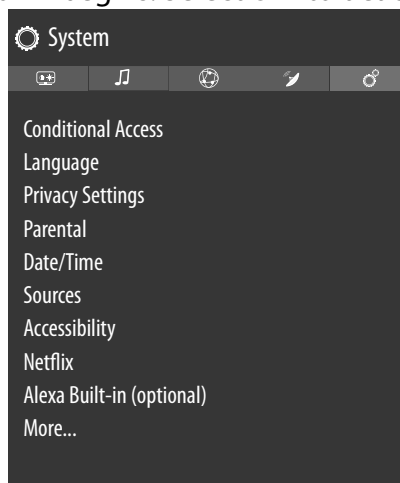 System
Conditional Access
Language
Privacy Settings
Parental
Date/Time
Sources
Accessibility
Netflix
Alexa Built-in (optional)
More...